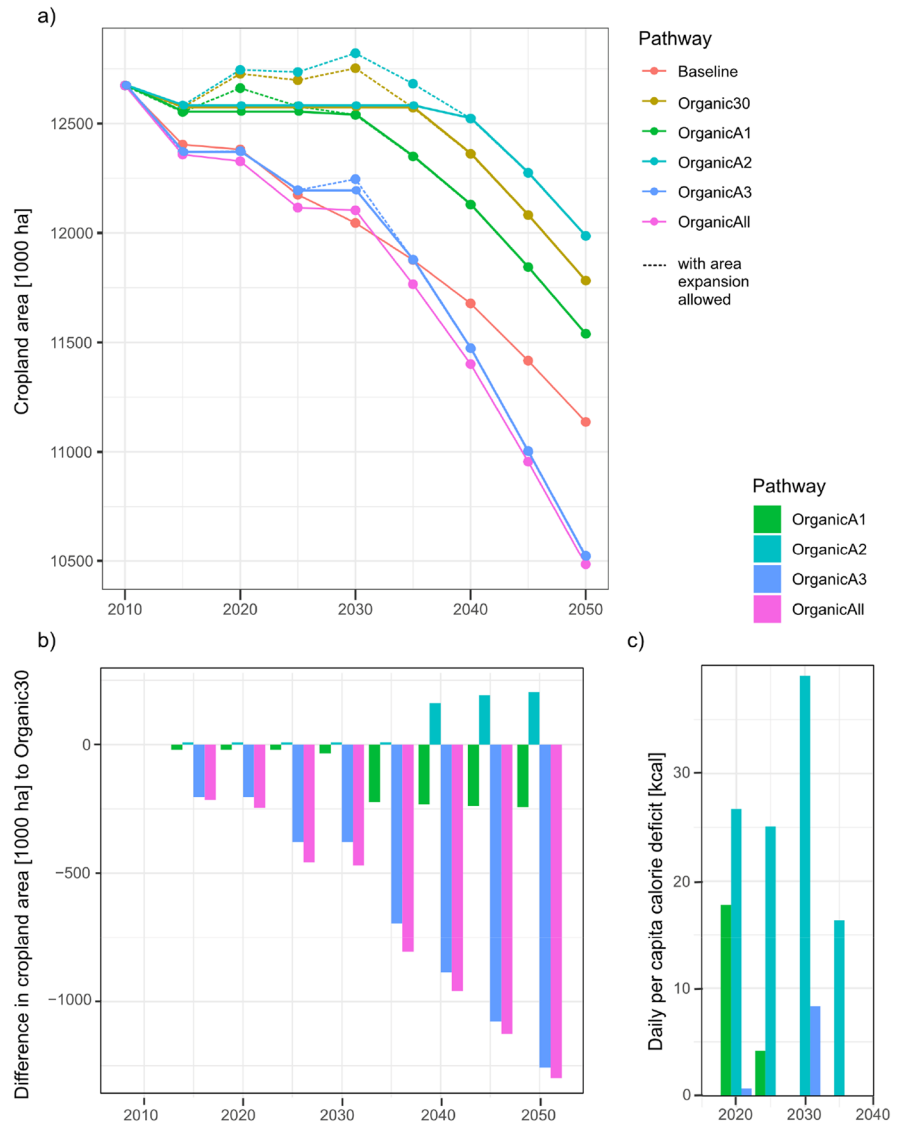 a)
Cropland area [1000 ha]
12500
12000
11500
11000
10500
2010
2020
2030
2040
2050
Pathway
Baseline
Organic30
OrganicA1
OrganicA2
OrganicA3
OrganicAll
with area
expansion
allowed
Pathway
OrganicA1
OrganicA2
OrganicA3
OrganicAll
b)
Difference in cropland area [1000 ha] to Organic30
0
−500
−1000
2010
2020
2030
2040
2050
c)
Daily per capita calorie deficit [kcal]
30
20
10
0
2020
2030
2040